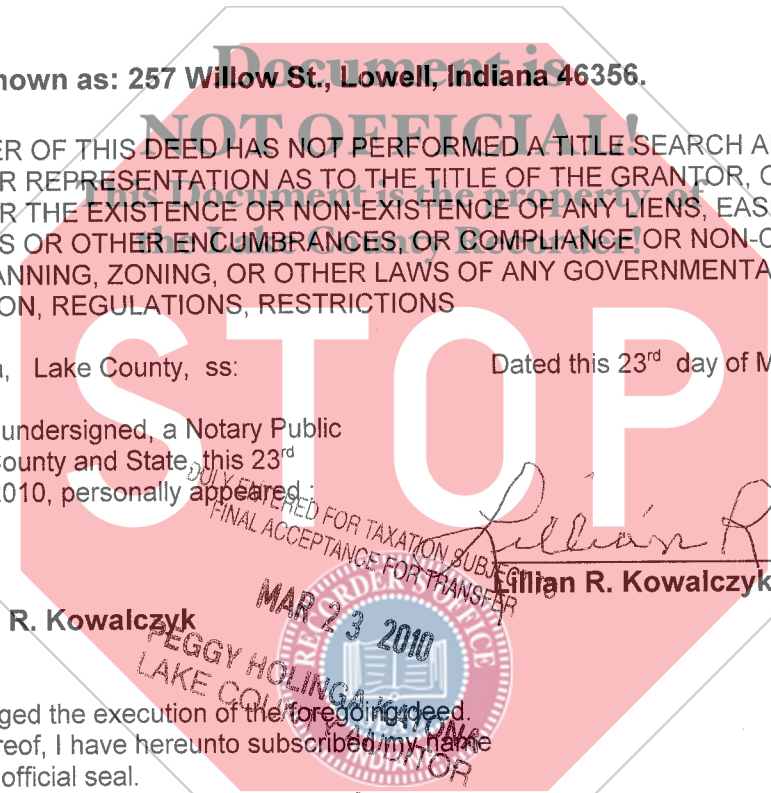 Document is
nown as: 257 Willow St., Lowell, Indiana 46356.
NOT OFFICIAL!
ER OF THIS DEED HAS NOT PERFORMED A TITLE SEARCH A
R REPRESENTATION AS TO THE TITLE OF THE GRANTOR, O
This Document is the property of
R THE EXISTENCE OR NON-EXISTENCE OF ANY LIENS, EAS
the Lake County Recorder!
S OR OTHER ENCUMBRANCES, OR COMPLIANCE OR NON-C
ANNING, ZONING, OR OTHER LAWS OF ANY GOVERNMENTA
ON, REGULATIONS, RESTRICTIONS
STOP
a, Lake County, ss:
Dated this 23rd day of M
undersigned, a Notary Public
County and State, this 23rd
2010, personally appeared :
DULY ENTERED FOR TAXATION SUBJECT TO
FINAL ACCEPTANCE FOR TRANSFER
Lillian R
Lillian R. Kowalczyk
MAR 23 2010
R. Kowalczyk
PEGGY HOLINGA KATONA
LAKE COUNTY AUDITOR
RECORDER'S OFFICE
INDIANA
ged the execution of the foregoing deed.
reof, I have hereunto subscribed my name
official seal.